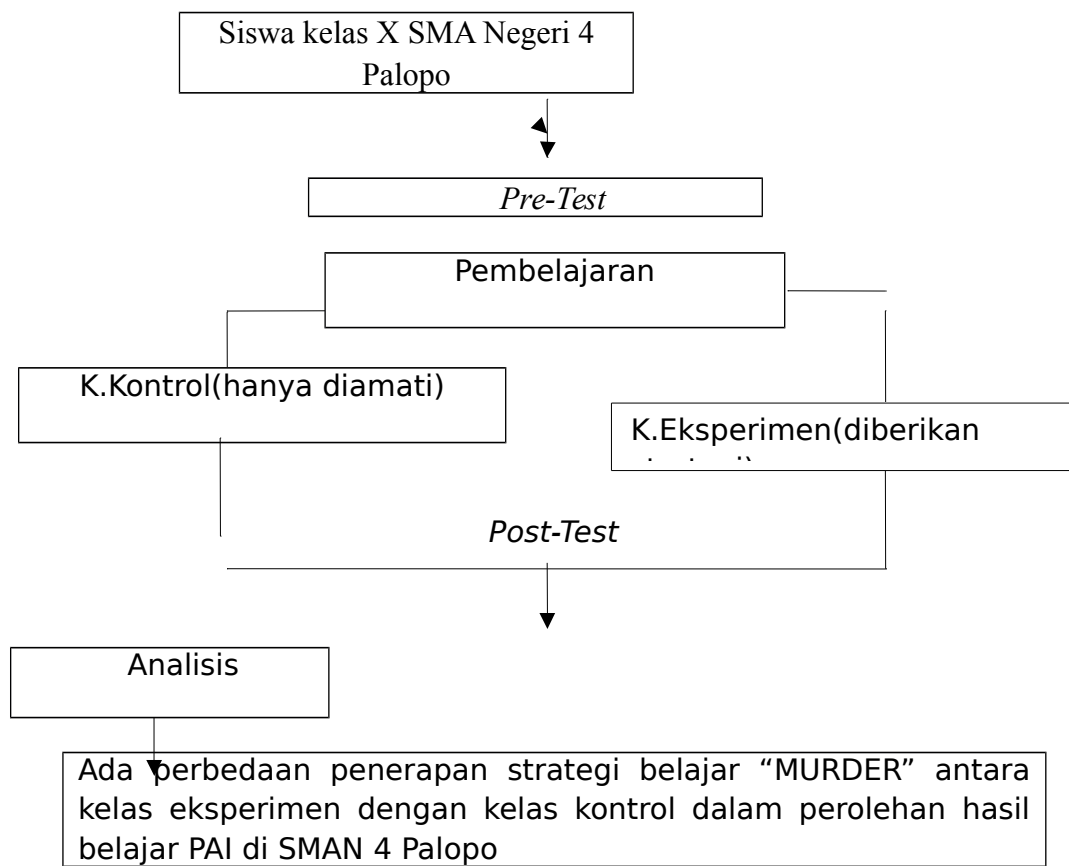 Siswa kelas X SMA Negeri 4
Palopo
Pre-Test
Pembelajaran
K.Kontrol(hanya diamati)
K.Eksperimen(diberikan
Post-Test
Analisis
Ada perbedaan penerapan strategi belajar “MURDER” antara
kelas eksperimen dengan kelas kontrol dalam perolehan hasil
belajar PAI di SMAN 4 Palopo